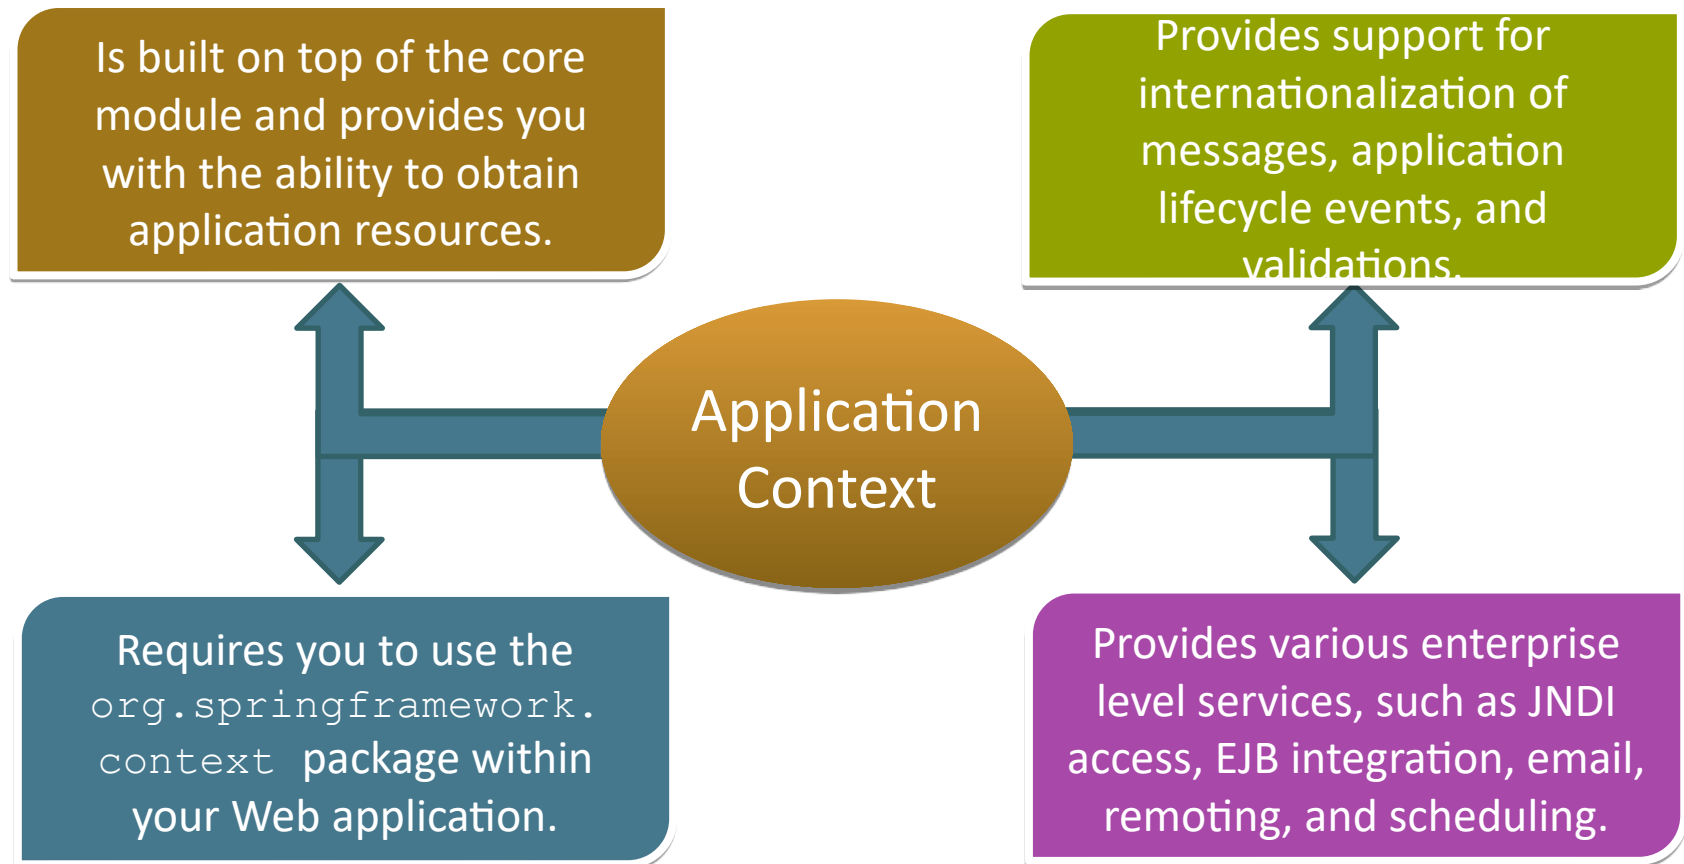 Is built on top of the core
module and provides you
with the ability to obtain
application resources.
Provides support for
internationalization of
messages, application
lifecycle events, and
validations.
Application
Context
Requires you to use the
org.springframework.
context package within
your Web application.
Provides various enterprise
level services, such as JNDI
access, EJB integration, email,
remoting, and scheduling.